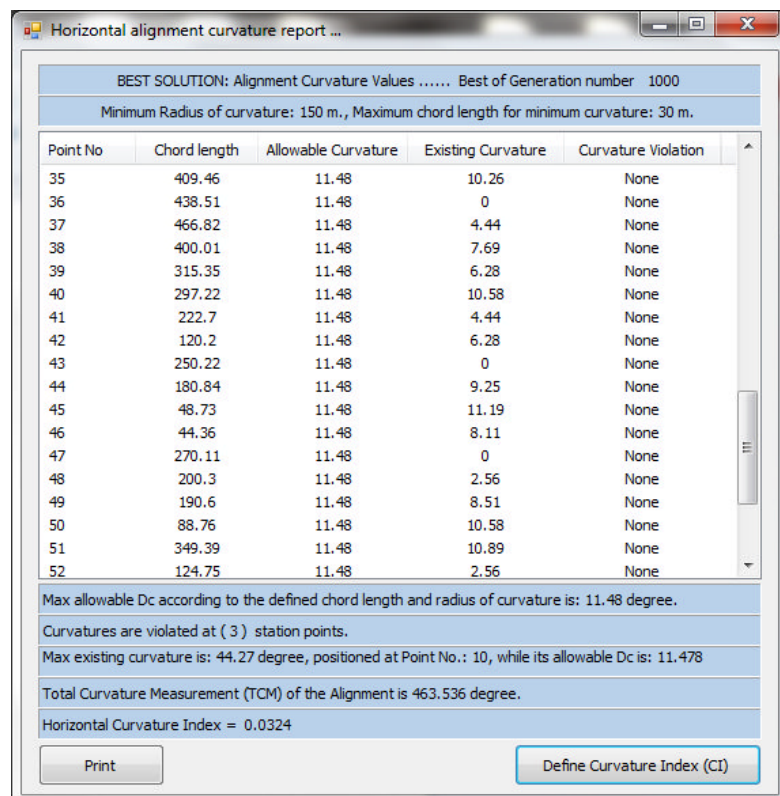 Horizontal alignment curvature report ...
BEST SOLUTION: Alignment Curvature Values ...... Best of Generation number 1000
Minimum Radius of curvature: 150 m., Maximum chord length for minimum curvature: 30 m.
Point No Chord length Allowable Curvature Existing Curvature Curvature Violation
35 409.46 11.48 10.26 None
36 438.51 11.48 0 None
37 466.82 11.48 4.44 None
38 400.01 11.48 7.69 None
39 315.35 11.48 6.28 None
40 297.22 11.48 10.58 None
41 222.7 11.48 4.44 None
42 120.2 11.48 6.28 None
43 250.22 11.48 0 None
44 180.84 11.48 9.25 None
45 48.73 11.48 11.19 None
46 44.36 11.48 8.11 None
47 270.11 11.48 0 None
48 200.3 11.48 2.56 None
49 190.6 11.48 8.51 None
50 88.76 11.48 10.58 None
51 349.39 11.48 10.89 None
52 124.75 11.48 2.56 None
Max allowable Dc according to the defined chord length and radius of curvature is: 11.48 degree.
Curvatures are violated at ( 3 ) station points.
Max existing curvature is: 44.27 degree, positioned at Point No.: 10, while its allowable Dc is: 11.478
Total Curvature Measurement (TCM) of the Alignment is 463.536 degree.
Horizontal Curvature Index = 0.0324
Print Define Curvature Index (CI)